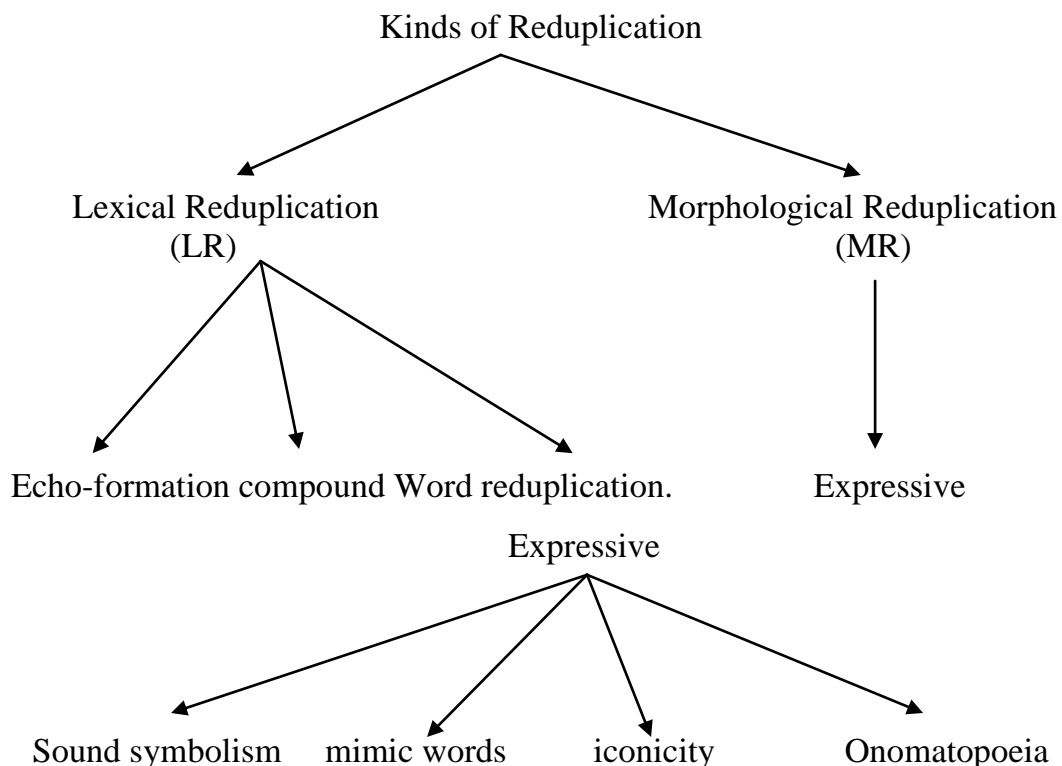 Kinds of Reduplication
Lexical Reduplication Morphological Reduplication
(LR) (MR)
Echo-formation compound Word reduplication. Expressive
Expressive
Sound symbolism mimic words iconicity Onomatopoeia